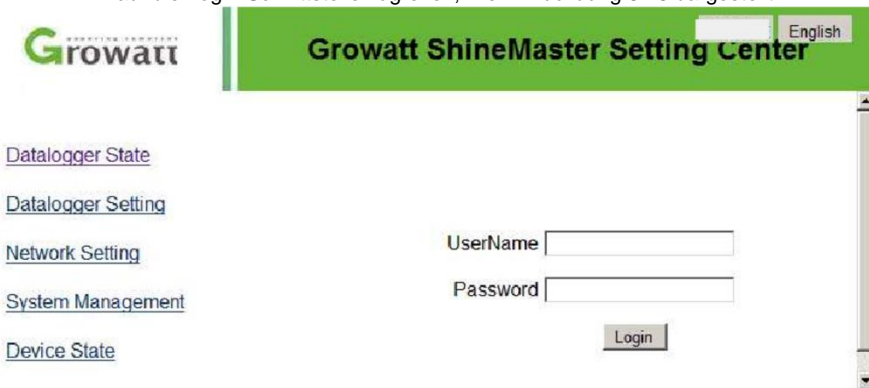 Growatt
Growatt ShineMaster Setting Center
English
Datalogger State
Datalogger Setting
Network Setting
System Management
Device State
UserName
Password
Login